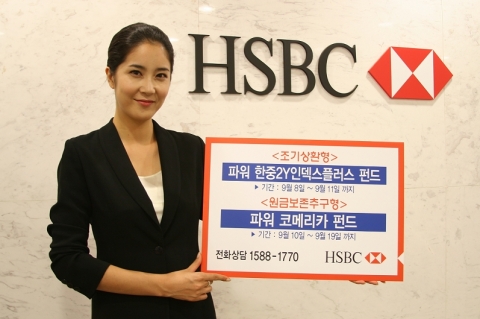 HSBC
<조기상환형>
파워 한중2Y인덱스플러스 펀드
▶ 기간 : 9월 8일 ~ 9월 11일 까지
<원금보존추구형>
파워 코메리카 펀드
▶ 기간 : 9월 10일 ~ 9월 19일 까지
전화상담 1588-1770 HSBC